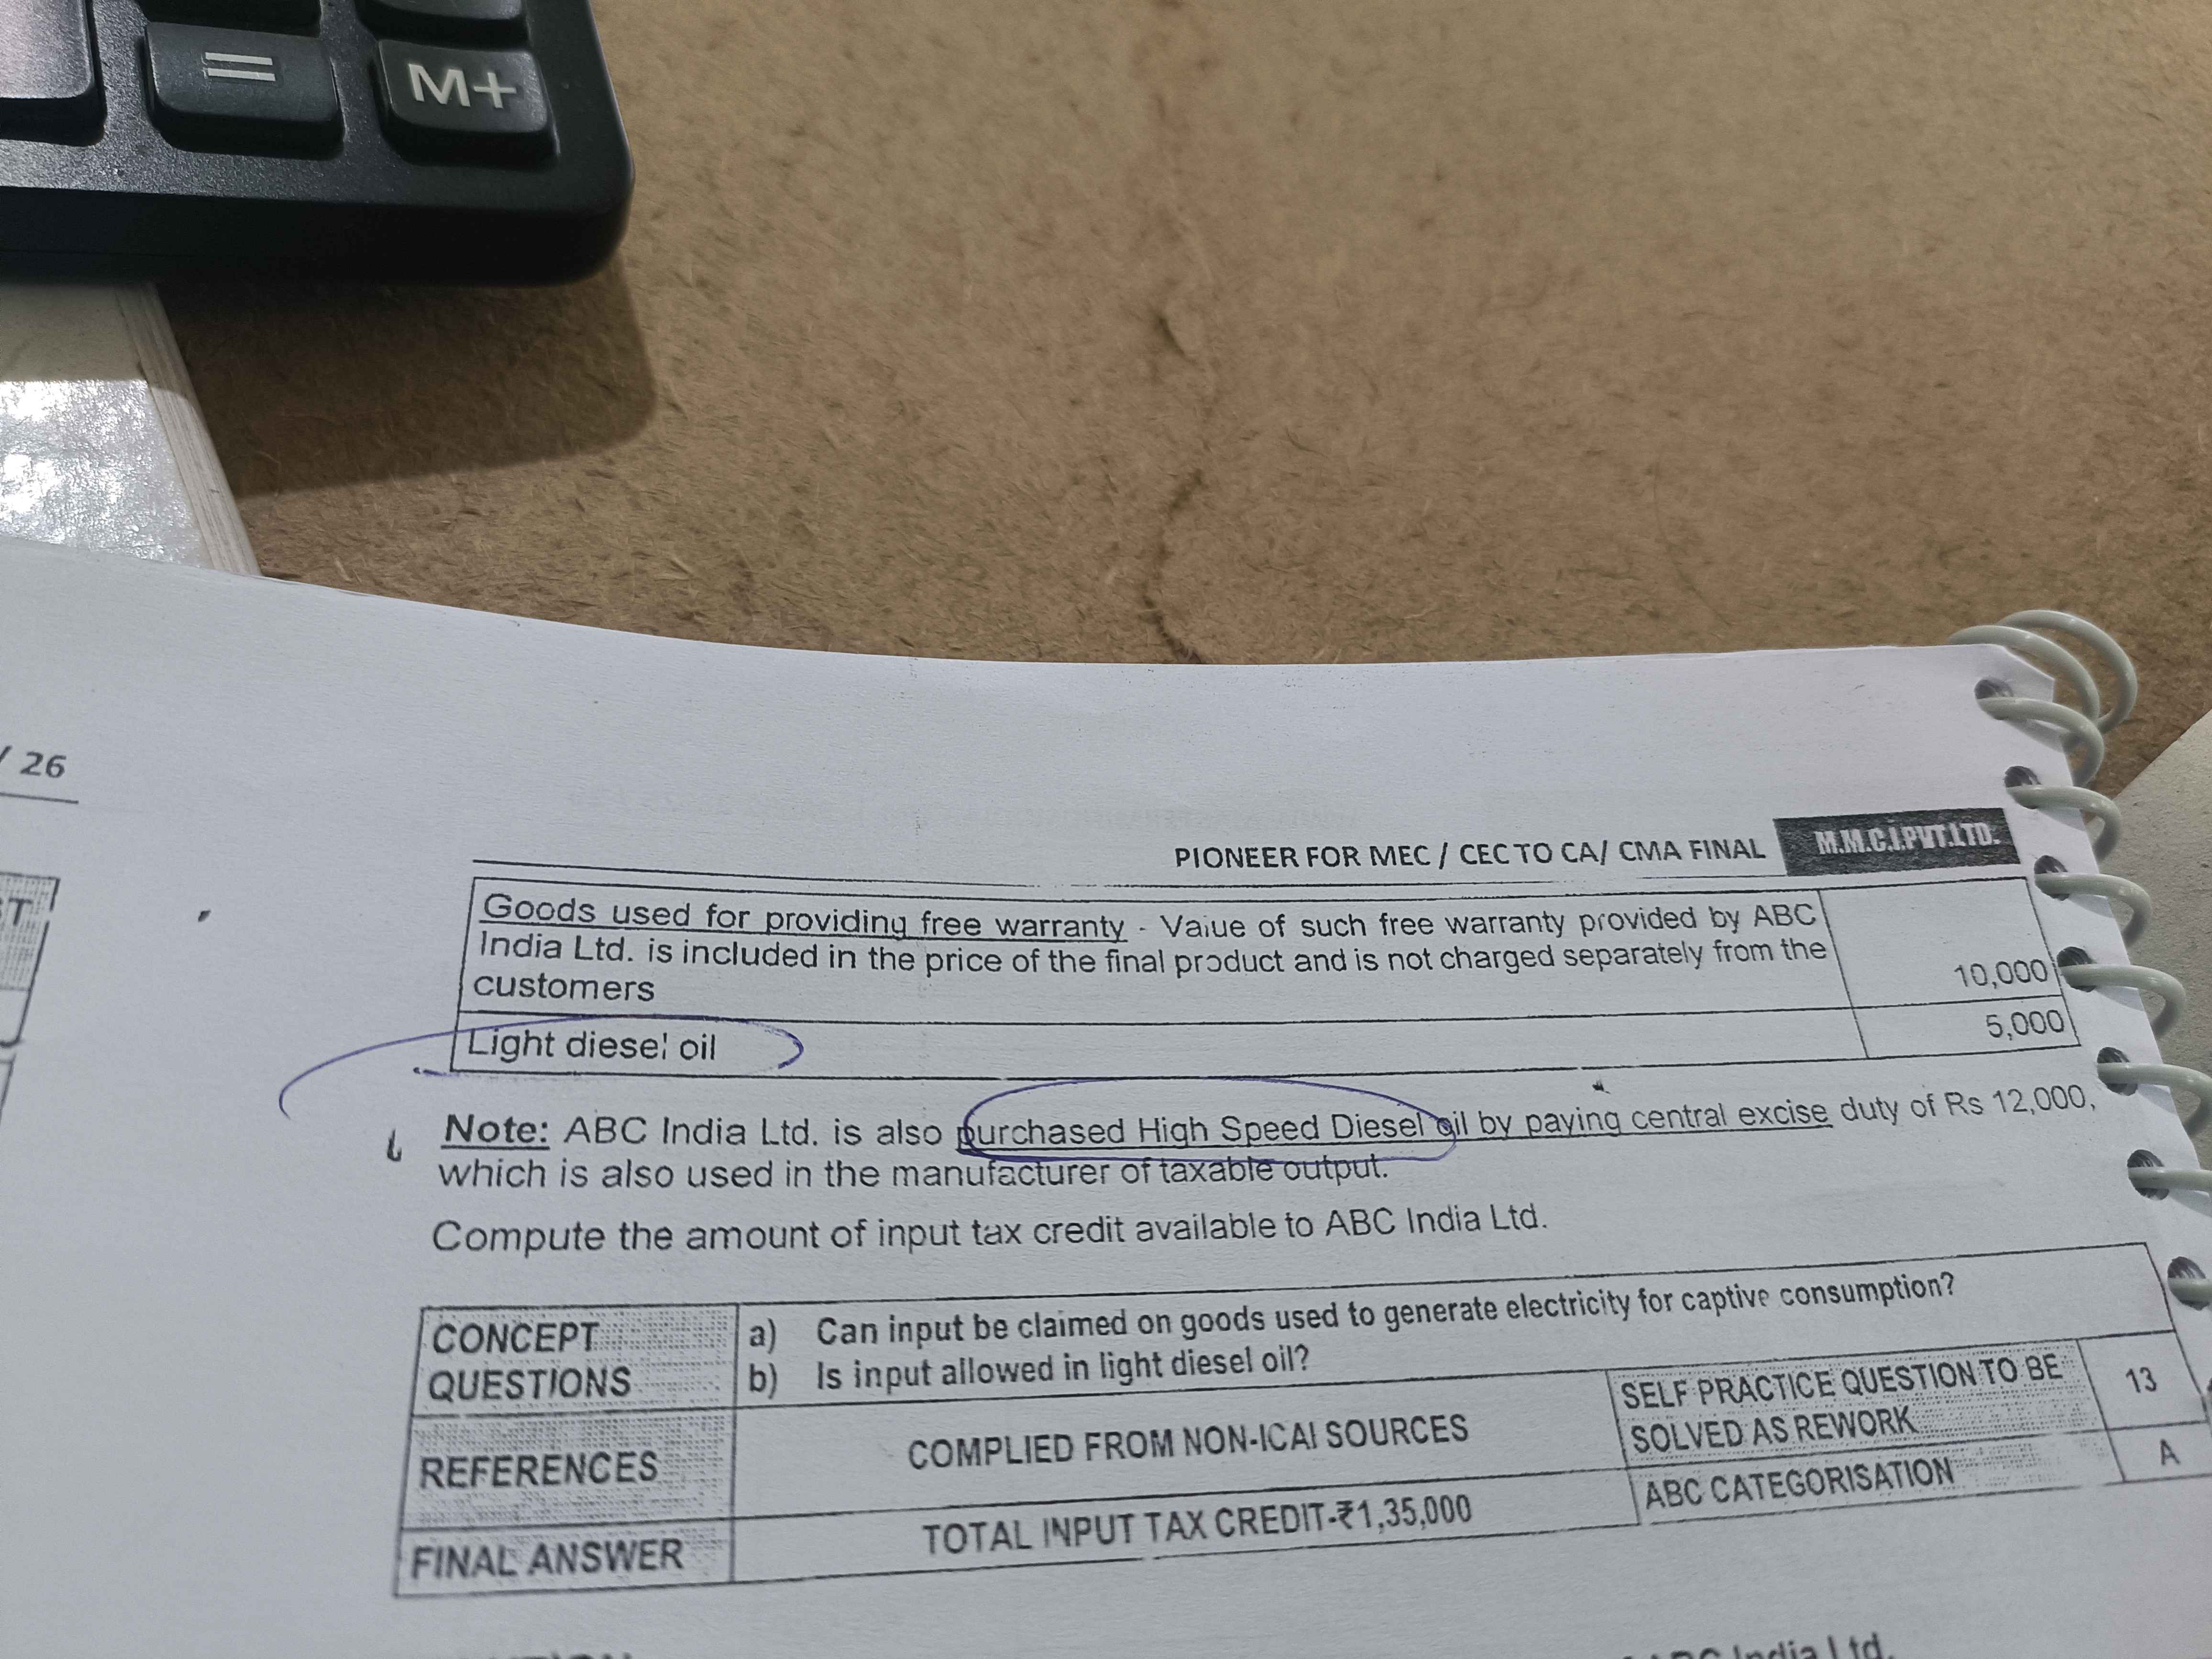 =
M+
/ 26
PIONEER FOR MEC / CEC TO CA/ CMA FINAL
M.M.C.I.PVT.LTD.
Goods used for providing free warranty - Value of such free warranty provided by ABC
India Ltd. is included in the price of the final product and is not charged separately from the
customers
10,000
Light diesel oil
5,000
Note: ABC India Ltd. is also purchased High Speed Diesel oil by paying central excise duty of Rs 12,000,
which is also used in the manufacturer of taxable output.
Compute the amount of input tax credit available to ABC India Ltd.
CONCEPT
QUESTIONS
a) Can input be claimed on goods used to generate electricity for captive consumption?
b) Is input allowed in light diesel oil?
REFERENCES
COMPLIED FROM NON-ICAI SOURCES
SELF PRACTICE QUESTION TO BE
SOLVED AS REWORK
13
FINAL ANSWER
TOTAL INPUT TAX CREDIT-₹1,35,000
ABC CATEGORISATION
A
India Ltd.